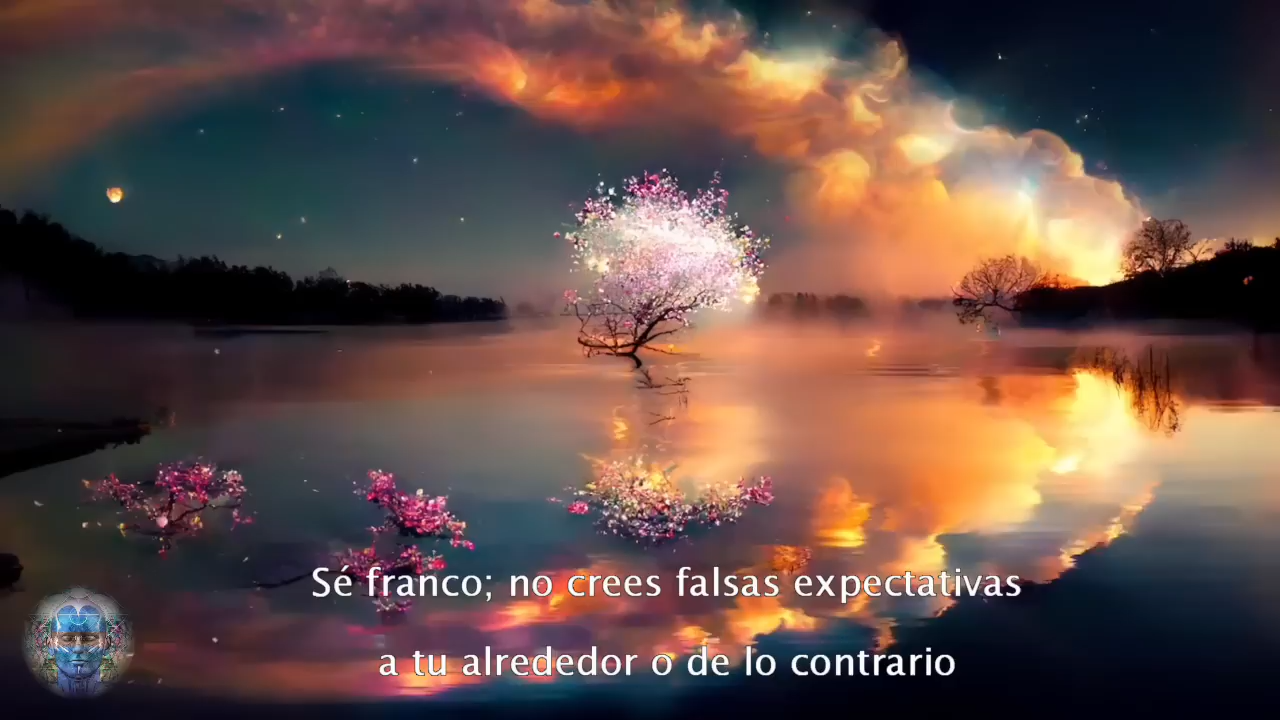 Sé franco; no crees falsas expectativas
a tu alrededor o de lo contrario